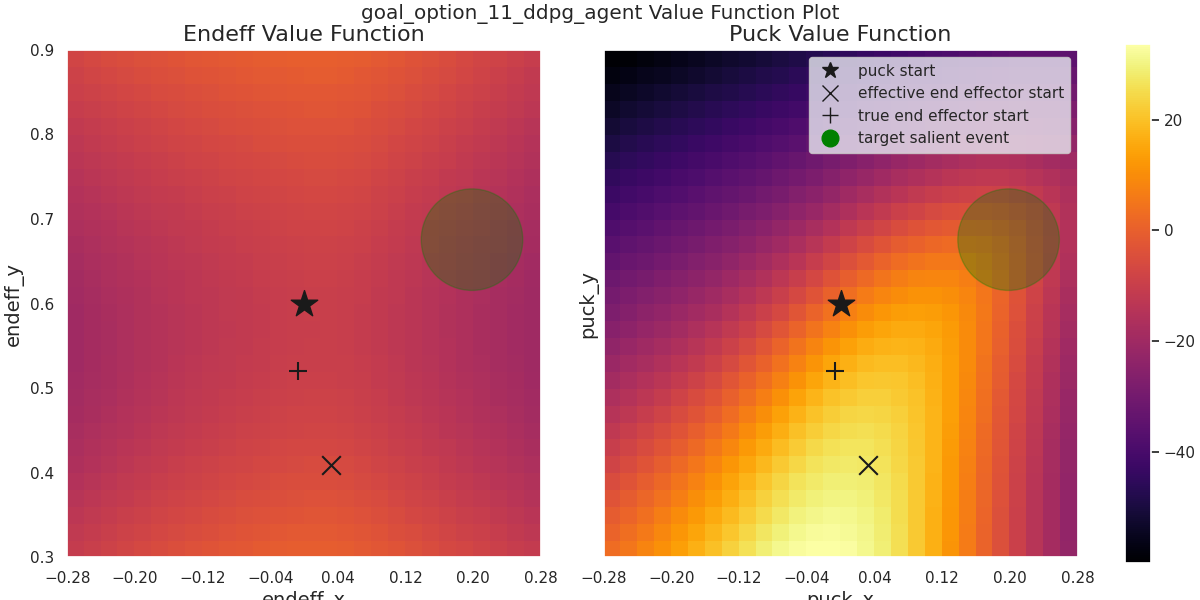 goal_option_11_ddpg_agent Value Function Plot
Endeff Value Function
Puck Value Function
0.9
0.8
0.7
0.6
0.5
0.4
0.3
endeff_y
−0.28
−0.20
−0.12
−0.04
0.04
0.12
0.20
0.28
endeff_x
puck start
effective end effector start
true end effector start
target salient event
puck_y
−0.28
−0.20
−0.12
−0.04
0.04
0.12
0.20
0.28
puck_x
20
0
−20
−40